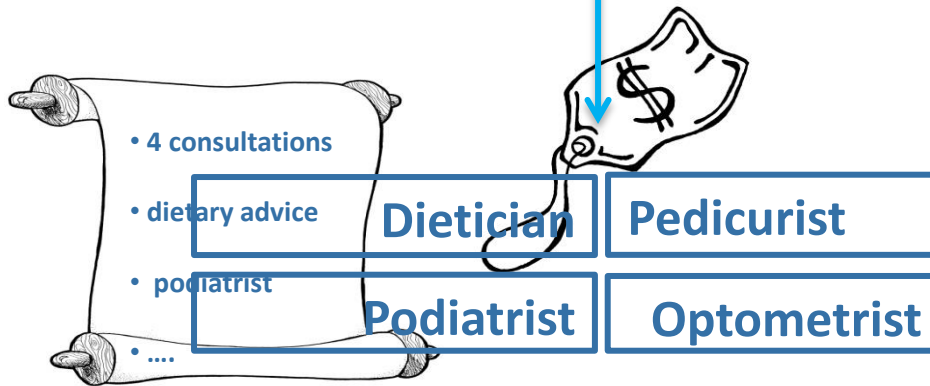 $
• 4 consultations
• dietary advice
Dietician
Pedicurist
• podiatrist
Podiatrist
Optometrist
• ....